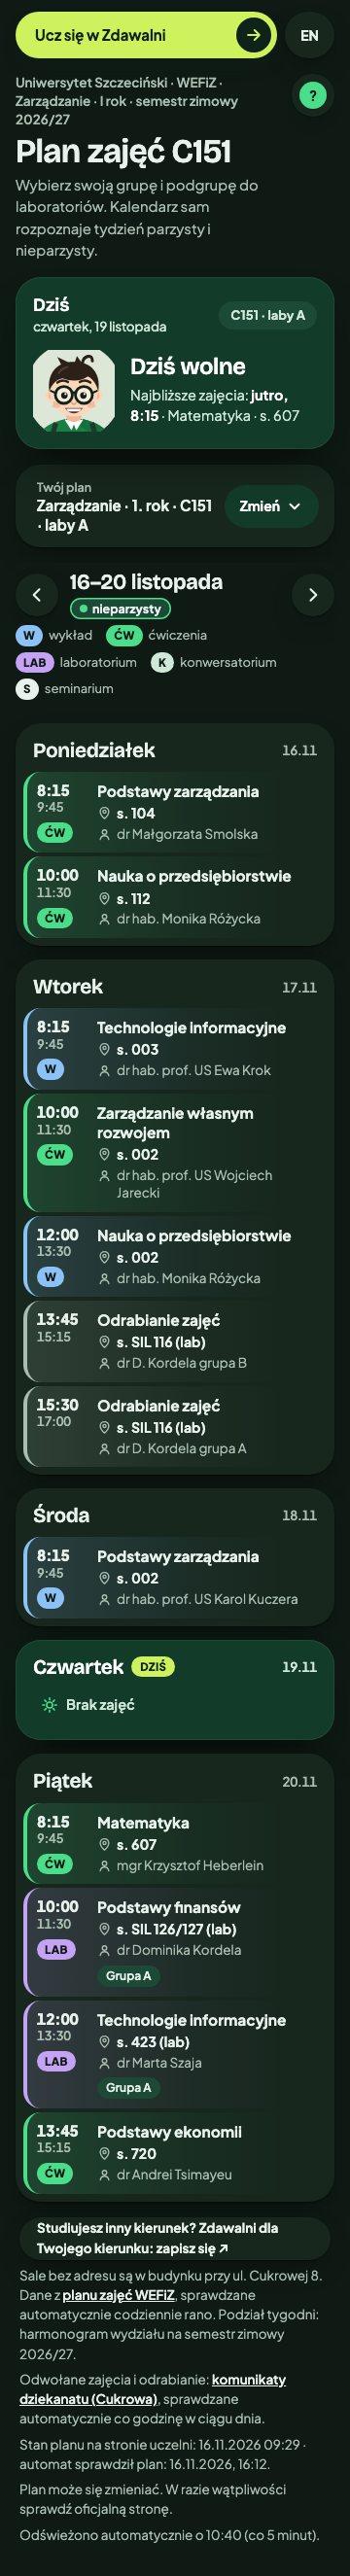 Ucz się w Zdawalni
EN
Uniwersytet Szczeciński · WEFiZ ·
Zarządzanie · I rok · semestr zimowy
2026/27
?
Plan zajęć C151
Wybierz swoją grupę i podgrupę do
laboratoriów. Kalendarz sam
rozpoznaje tydzień parzysty i
nieparzysty.
Dziś
czwartek, 19 listopada
C151 · laby A
Dziś wolne
Najbliższe zajęcia: jutro,
8:15 · Matematyka · s. 607
Twój plan
Zarządzanie · 1. rok · C151
· laby A
Zmień
16–20 listopada
nieparzysty
W wykład ĆW ćwiczenia
LAB laboratorium K konwersatorium
S seminarium
Poniedziałek 16.11
8:15 Podstawy zarządzania
9:45 s. 104
ĆW dr Małgorzata Smolska
10:00 Nauka o przedsiębiorstwie
11:30 s. 112
ĆW dr hab. Monika Różycka
Wtorek 17.11
8:15 Technologie informacyjne
9:45 s. 003
W dr hab. prof. US Ewa Krok
10:00 Zarządzanie własnym
11:30 rozwojem
ĆW s. 002
dr hab. prof. US Wojciech
Jarecki
12:00 Nauka o przedsiębiorstwie
13:30 s. 002
W dr hab. Monika Różycka
13:45 Odrabianie zajęć
15:15 s. SIL 116 (lab)
dr D. Kordela grupa B
15:30 Odrabianie zajęć
17:00 s. SIL 116 (lab)
dr D. Kordela grupa A
Środa 18.11
8:15 Podstawy zarządzania
9:45 s. 002
W dr hab. prof. US Karol Kuczera
Czwartek DZIŚ 19.11
Brak zajęć
Piątek 20.11
8:15 Matematyka
9:45 s. 607
ĆW mgr Krzysztof Heberlein
10:00 Podstawy finansów
11:30 s. SIL 126/127 (lab)
LAB dr Dominika Kordela
Grupa A
12:00 Technologie informacyjne
13:30 s. 423 (lab)
LAB dr Marta Szaja
Grupa A
13:45 Podstawy ekonomii
15:15 s. 720
ĆW dr Andrei Tsimayeu
Studiujesz inny kierunek? Zdawalni dla
Twojego kierunku: zapisz się ↗
Sale bez adresu są w budynku przy ul. Cukrowej 8.
Dane z planu zajęć WEFiZ, sprawdzane
automatycznie codziennie rano. Podział tygodni:
harmonogram wydziału na semestr zimowy
2026/27.
Odwołane zajęcia i odrabianie: komunikaty
dziekanatu (Cukrowa), sprawdzane
automatycznie co godzinę w ciągu dnia.
Stan planu na stronie uczelni: 16.11.2026 09:29 ·
automat sprawdził plan: 16.11.2026, 16:12.
Plan może się zmieniać. W razie wątpliwości
sprawdź oficjalną stronę.
Odświeżono automatycznie o 10:40 (co 5 minut).